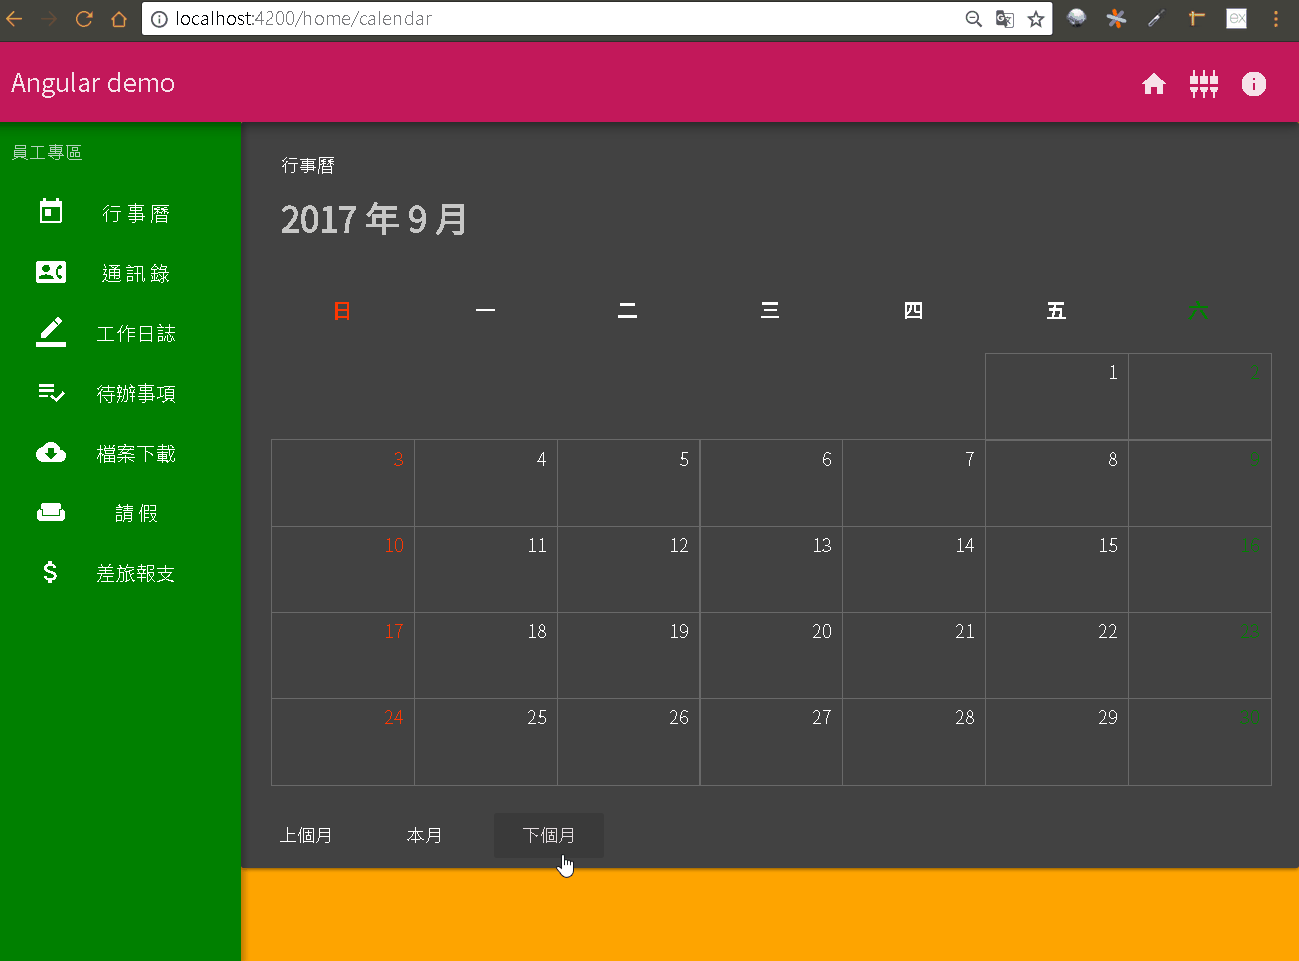 localhost:4200/home/calendar
ex
Angular demo
員工專區
行事曆
通訊錄
工作日誌
待辦事項
檔案下載
請假
差旅報支
行事曆
2017 年 9 月
日 一 二 三 四 五 六
1 2
3 4 5 6 7 8 9
10 11 12 13 14 15 16
17 18 19 20 21 22 23
24 25 26 27 28 29 30
上個月 本月 下個月